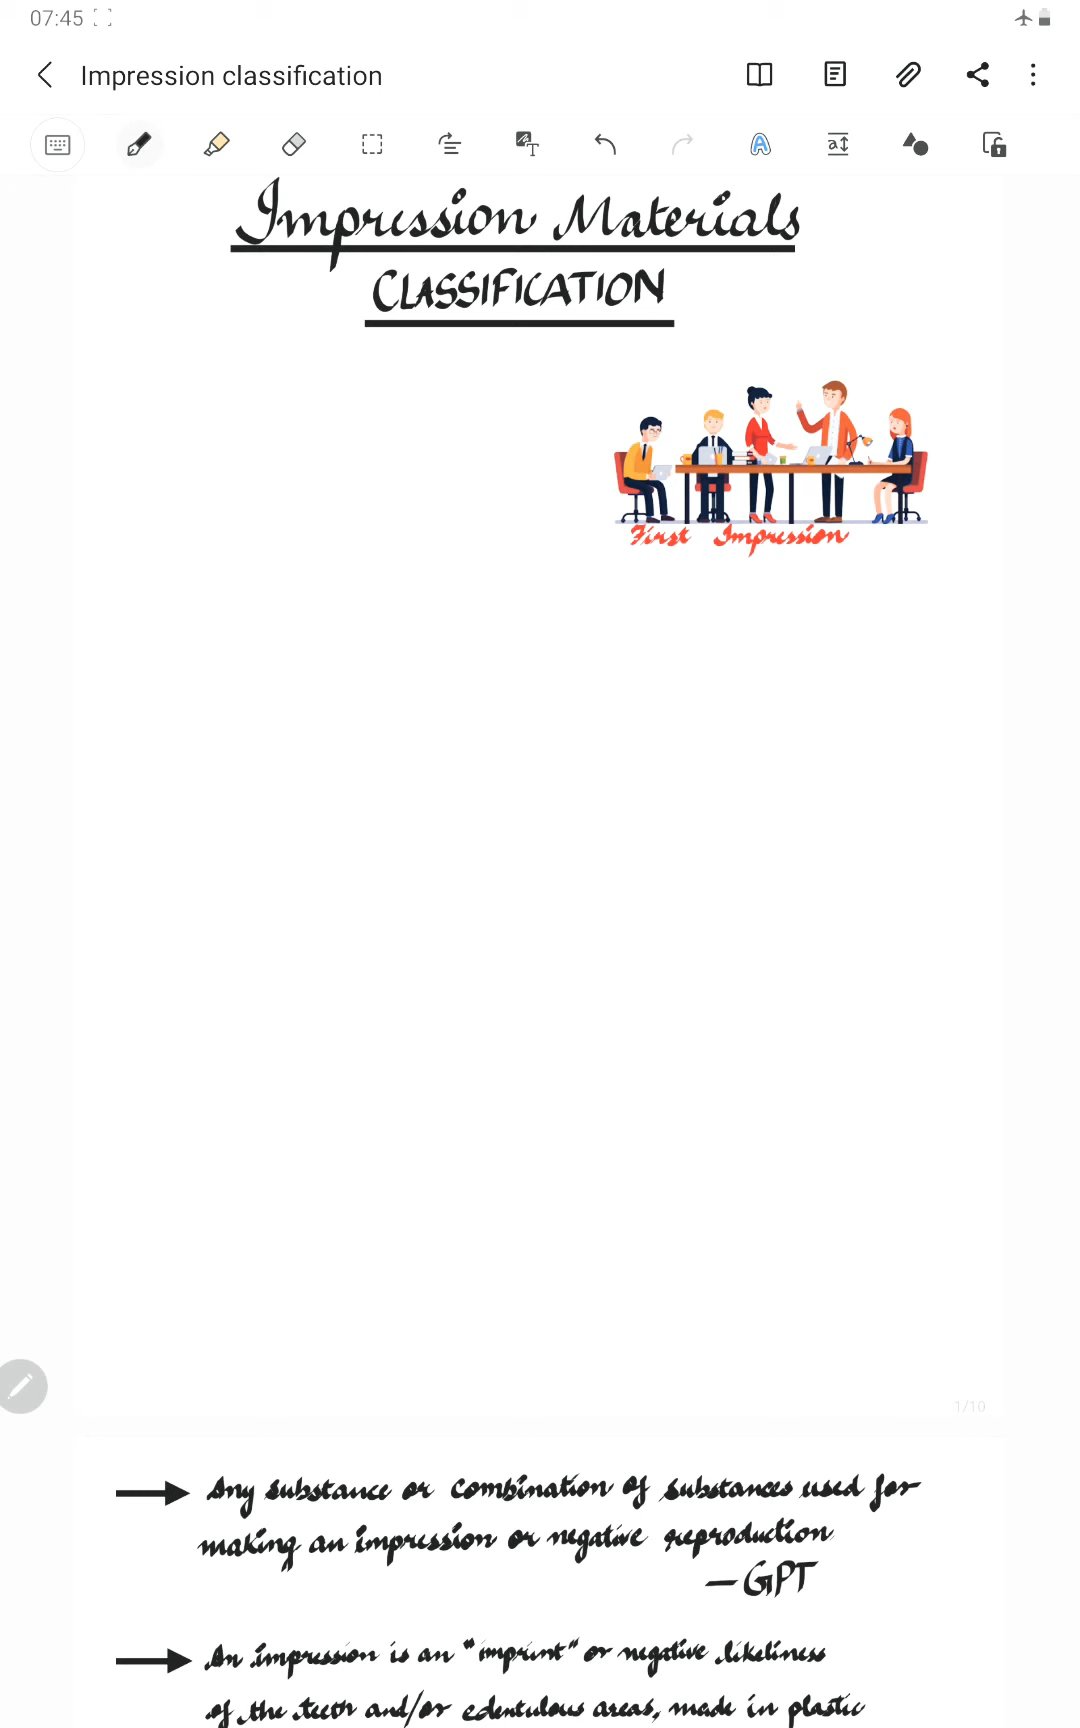 07:45
Impression classification
Impression Materials
CLASSIFICATION
First Impression
1/10
Any substance or combination of substances used for
making an impression or negative reproduction
— GPT
An impression is an "imprint" or negative likeliness
of the teeth and/or edentulous areas, made in plastic